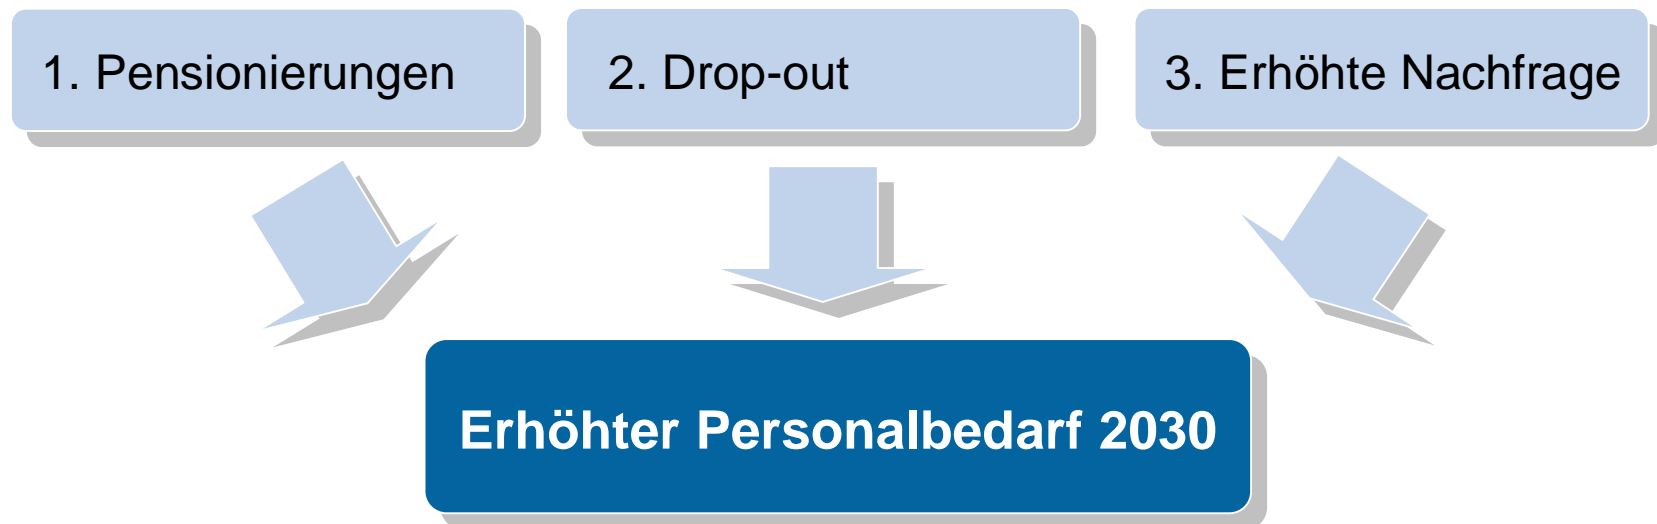 1. Pensionierungen
2. Drop-out
3. Erhöhte Nachfrage
Erhöhter Personalbedarf 2030